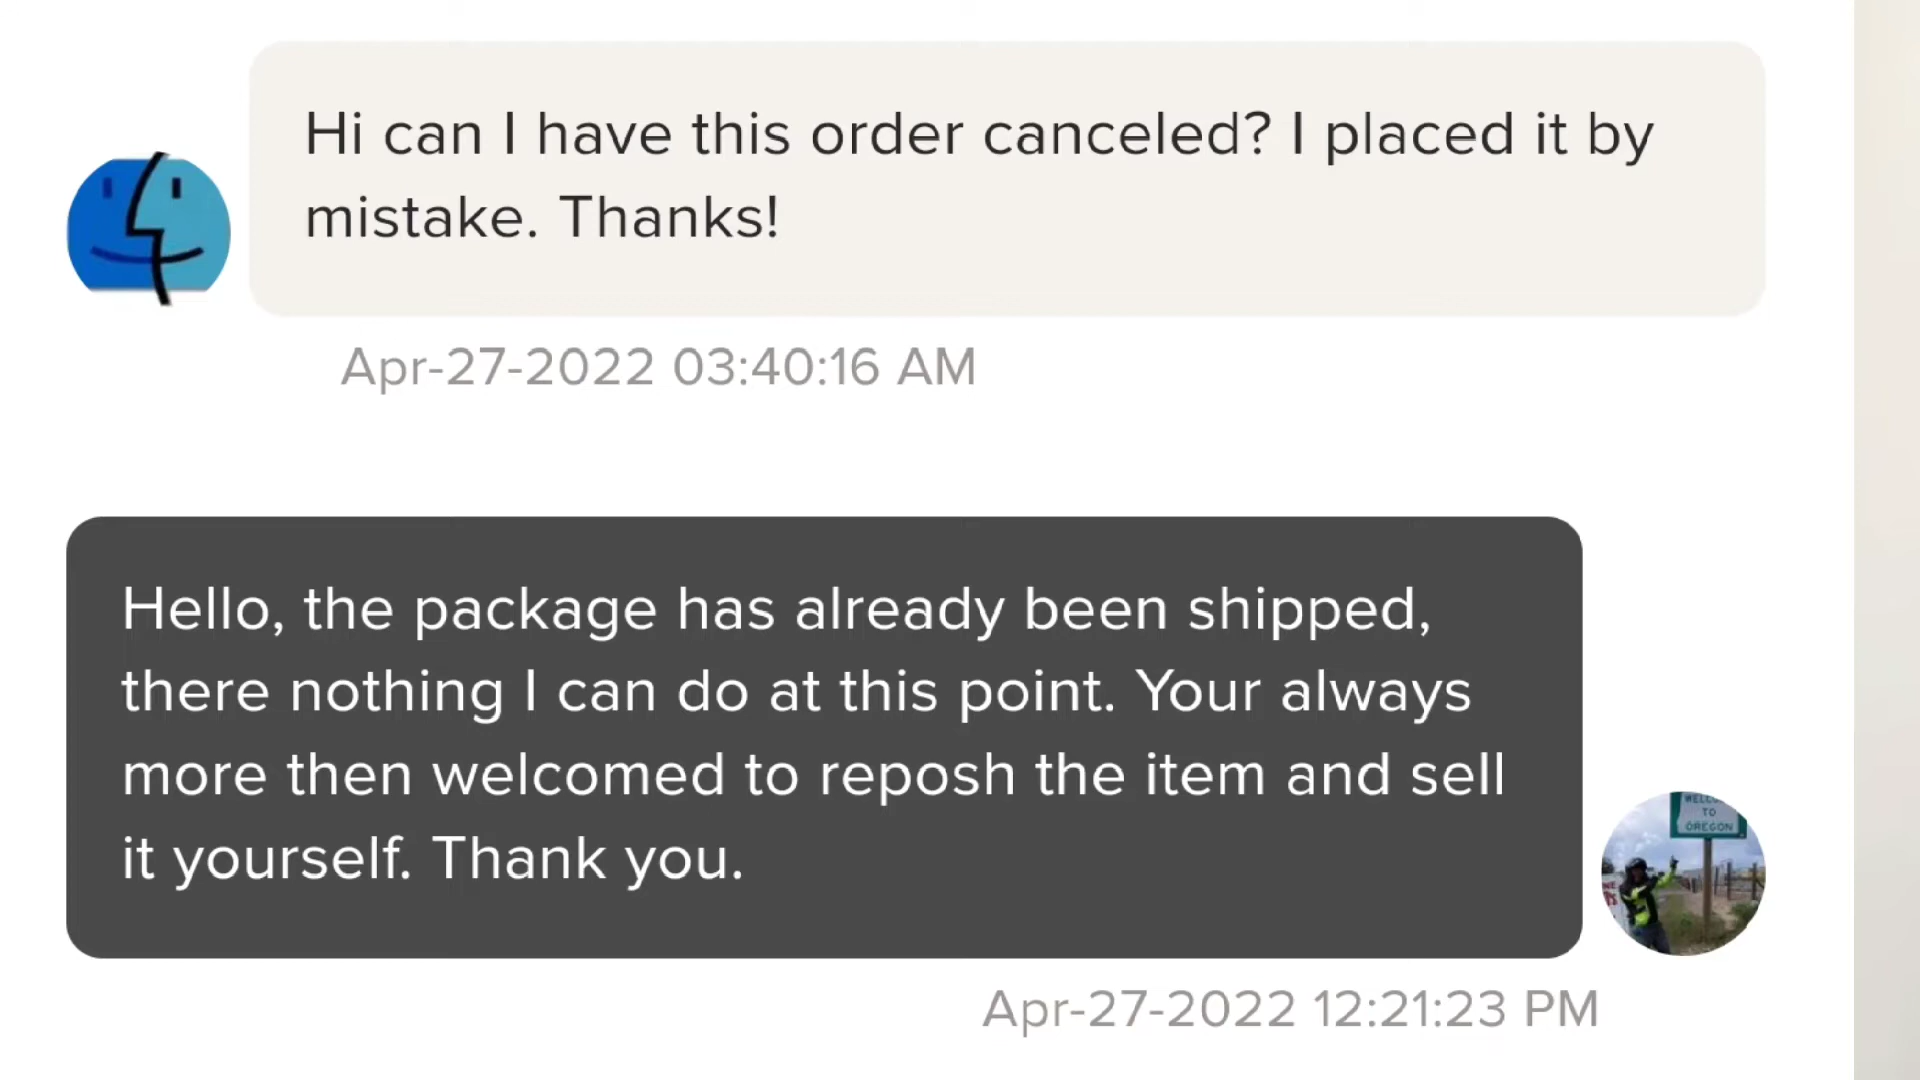 Hi can I have this order canceled? I placed it by
mistake. Thanks!
Apr-27-2022 03:40:16 AM
Hello, the package has already been shipped,
there nothing I can do at this point. Your always
more then welcomed to reposh the item and sell
it yourself. Thank you.
TO
OREGON
Apr-27-2022 12:21:23 PM